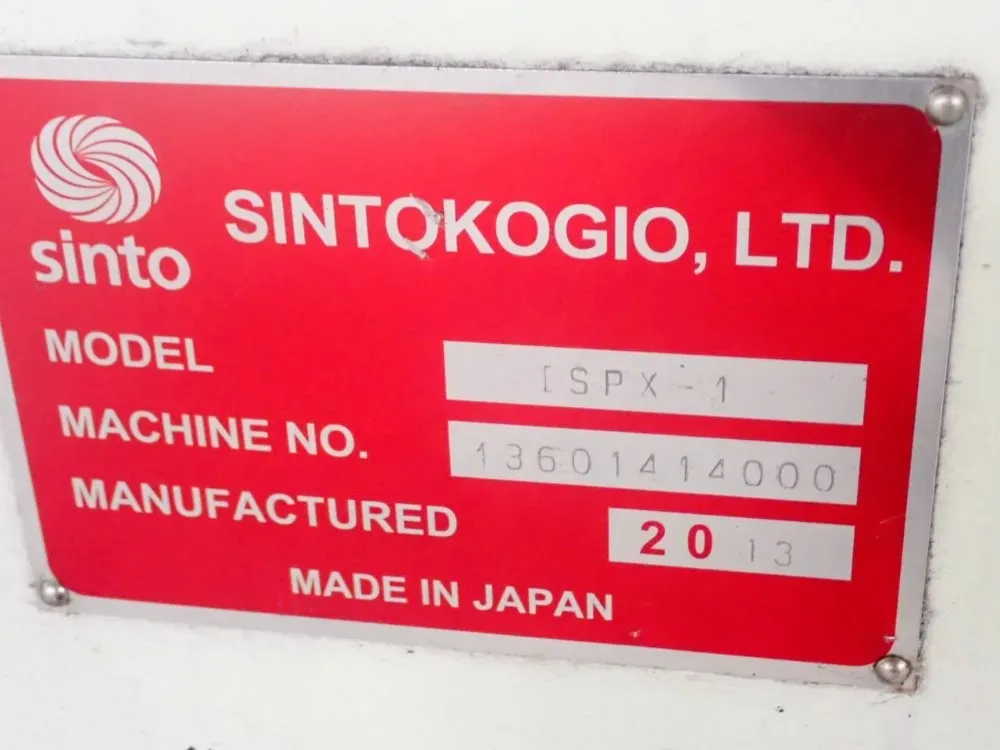 sinto
SINTOKOGIO, LTD.
MODEL ISPX-1
MACHINE NO. 13601414000
MANUFACTURED 2013
MADE IN JAPAN